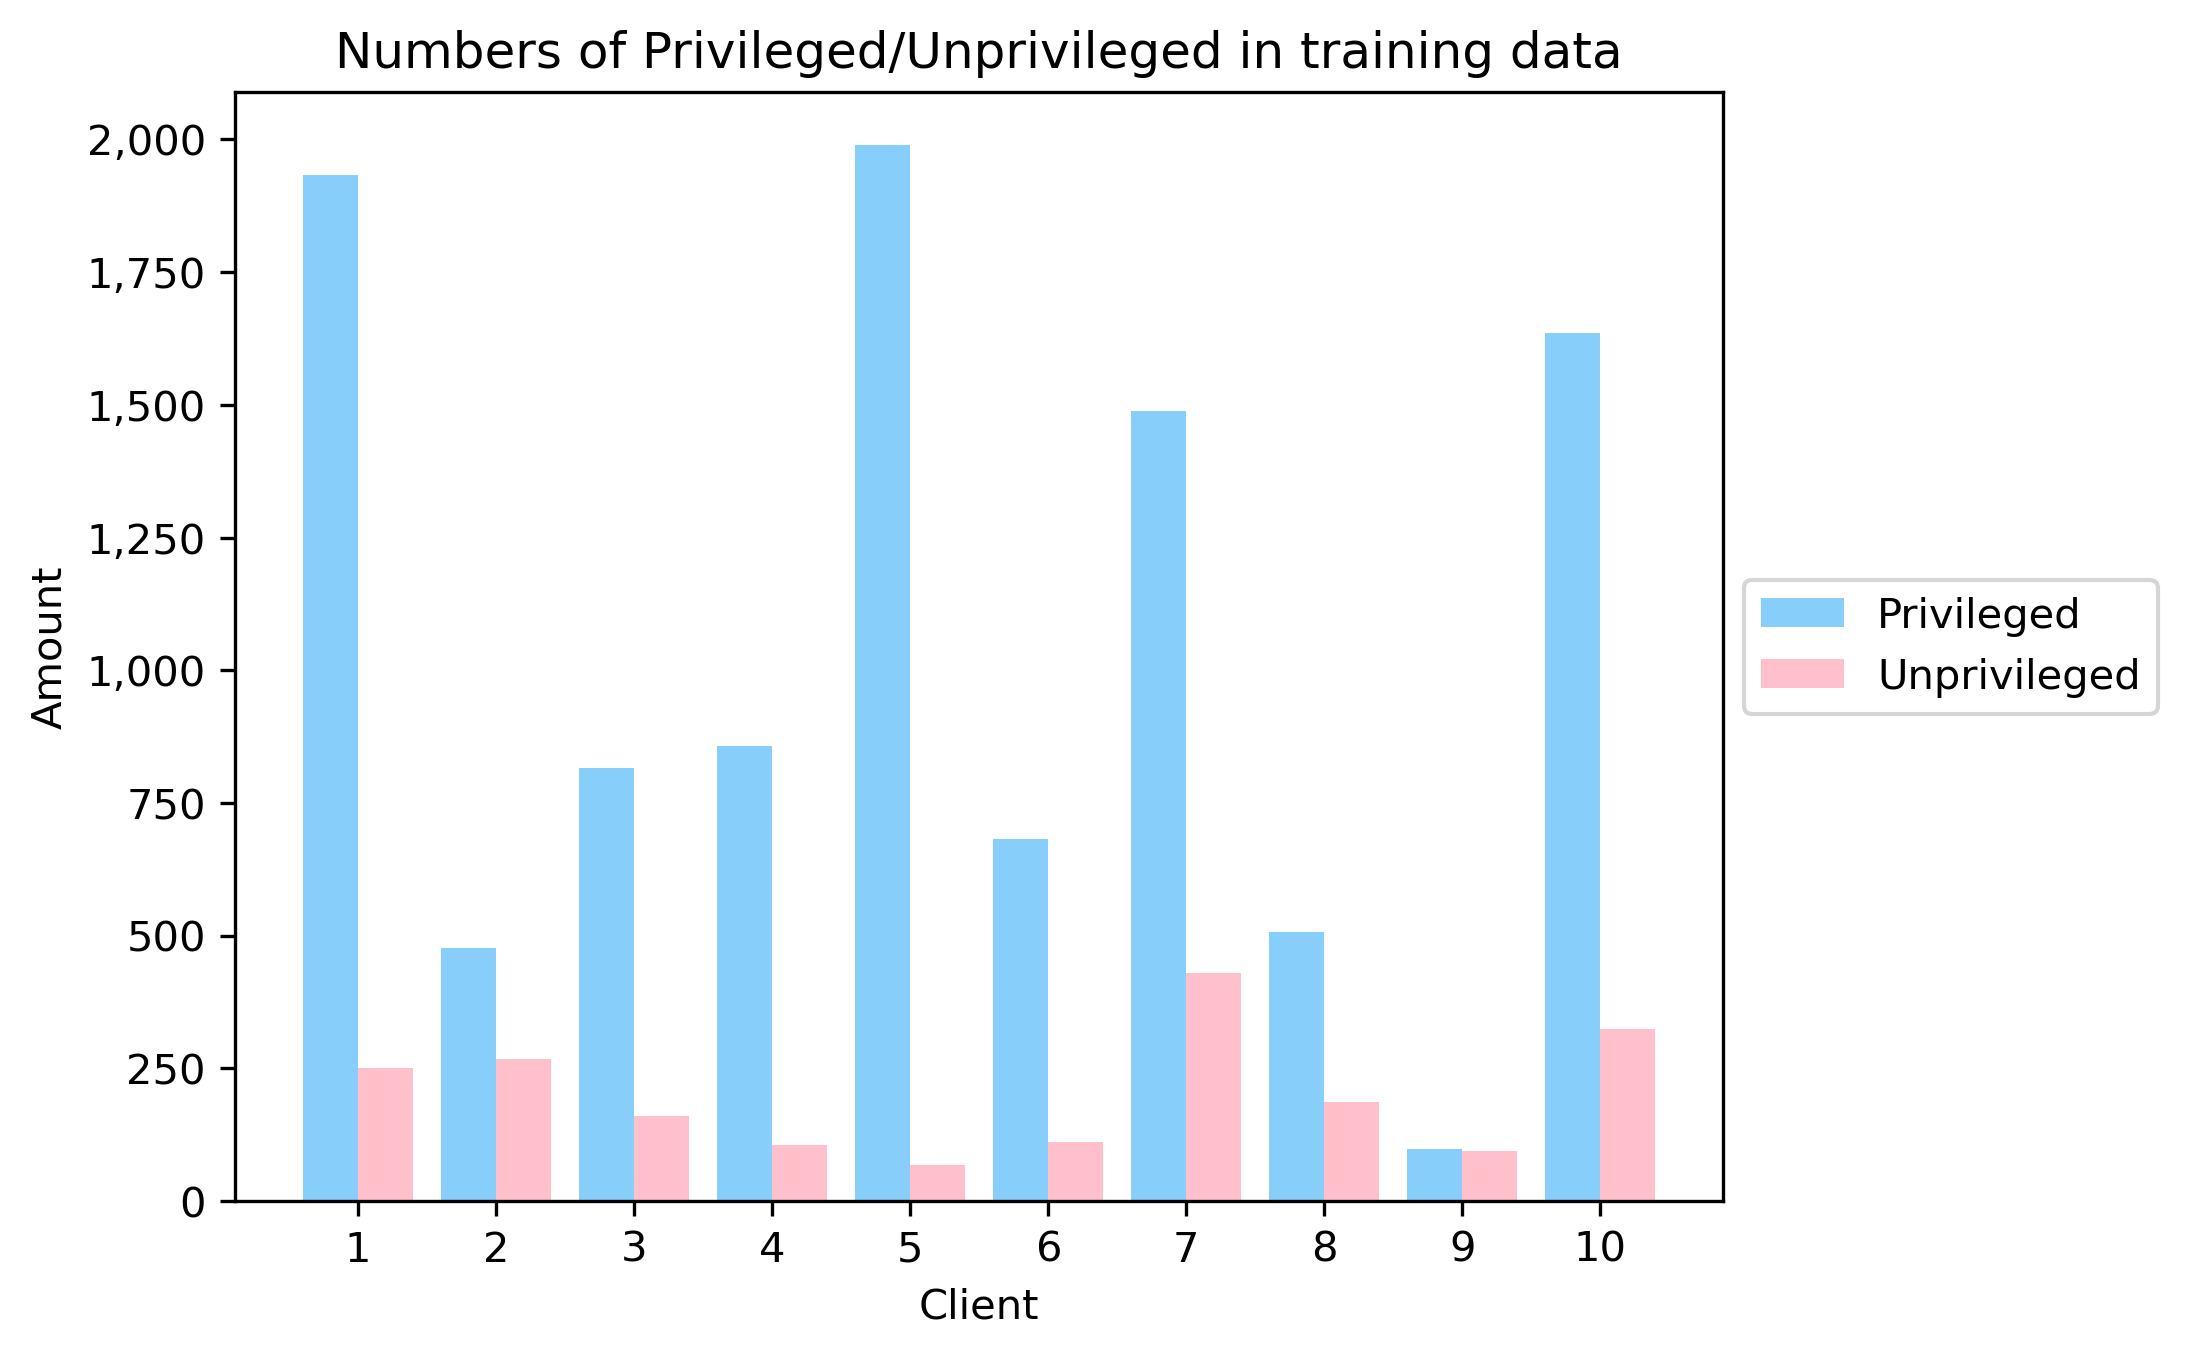 Numbers of Privileged/Unprivileged in training data
2,000
1,750
1,500
1,250
1,000
750
500
250
0
Amount
1 2 3 4 5 6 7 8 9 10
Client
Privileged
Unprivileged